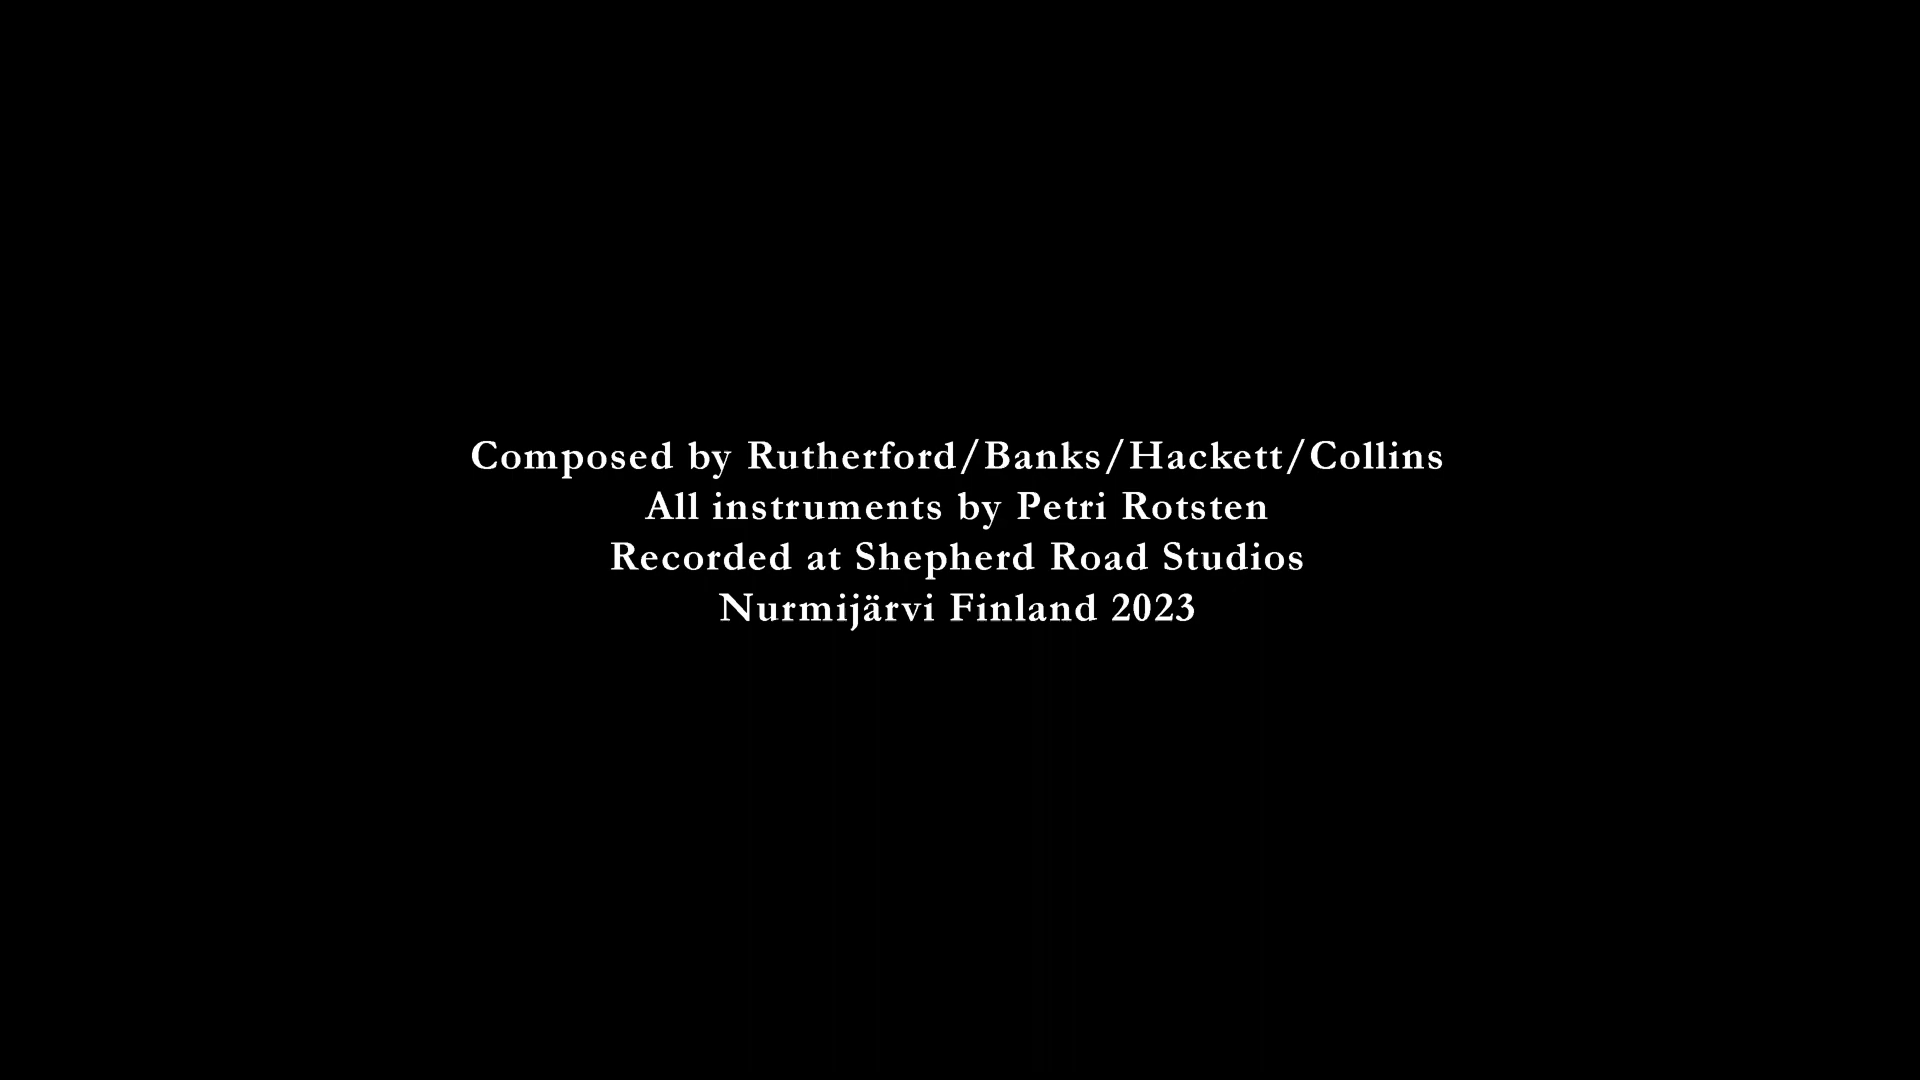 Composed by Rutherford/Banks/Hackett/Collins
All instruments by Petri Rotsten
Recorded at Shepherd Road Studios
Nurmijärvi Finland 2023